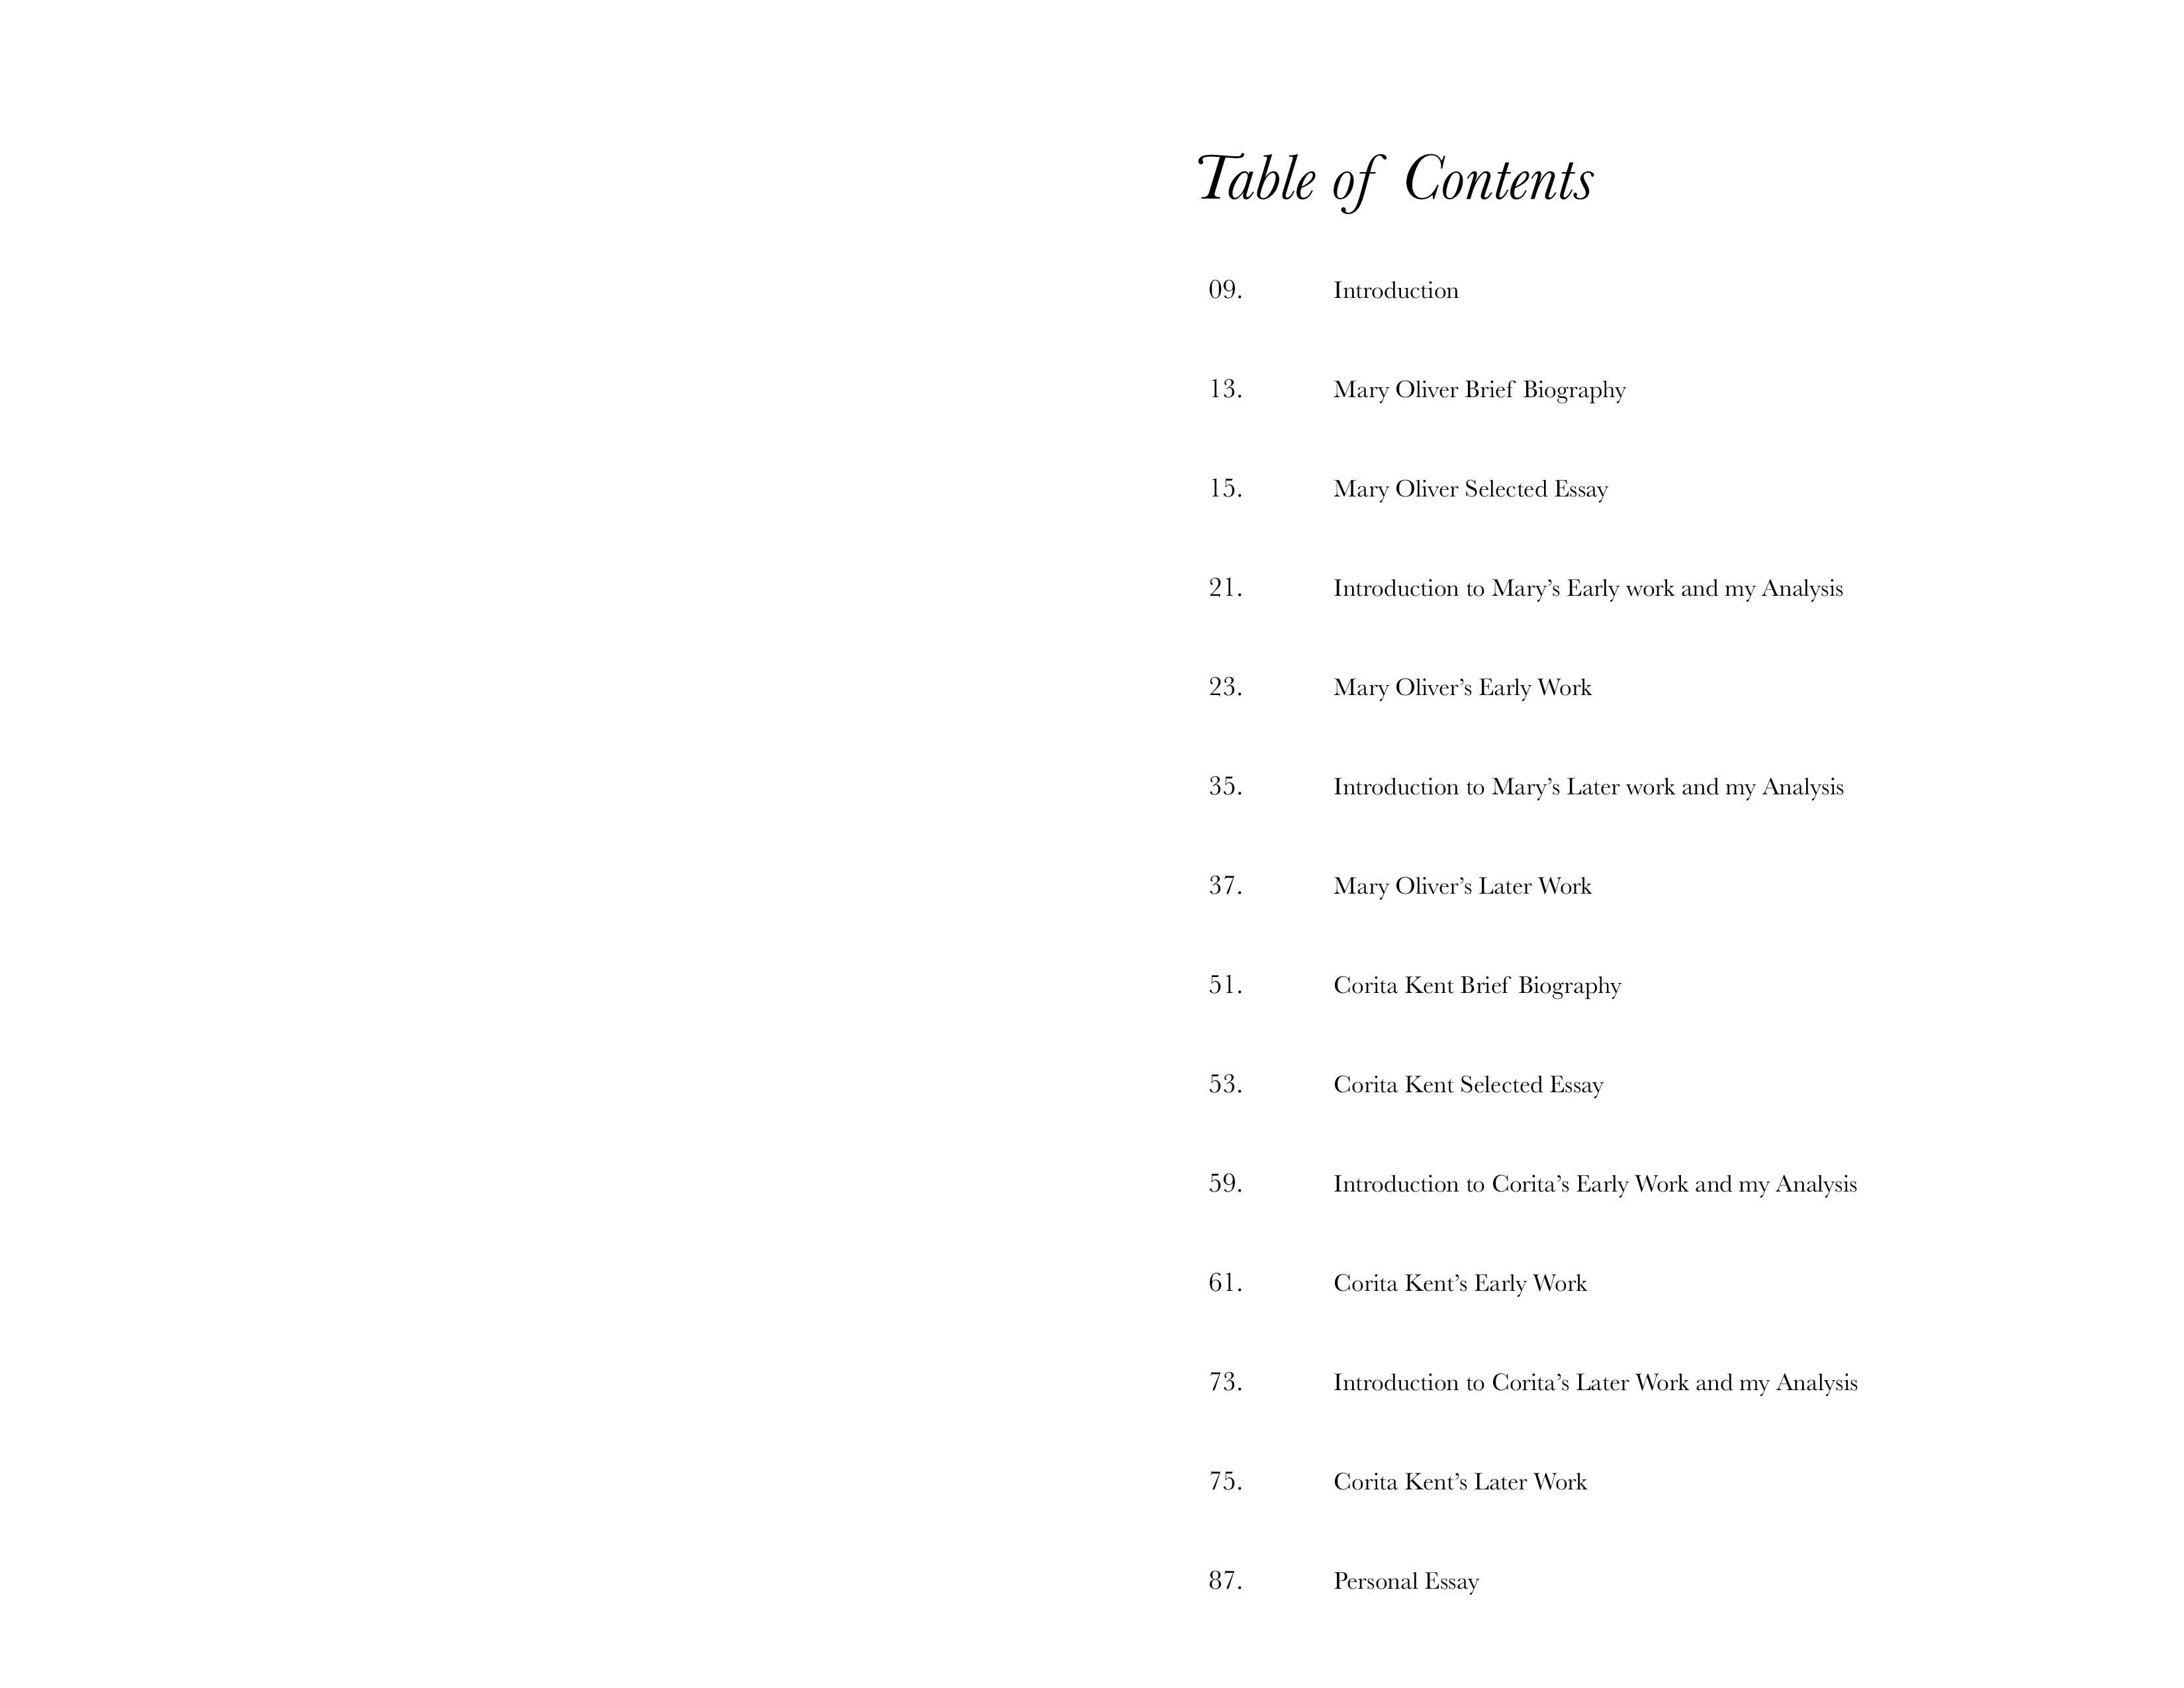 Table of Contents
09. Introduction
13. Mary Oliver Brief Biography
15. Mary Oliver Selected Essay
21. Introduction to Mary’s Early work and my Analysis
23. Mary Oliver’s Early Work
35. Introduction to Mary’s Later work and my Analysis
37. Mary Oliver’s Later Work
51. Corita Kent Brief Biography
53. Corita Kent Selected Essay
59. Introduction to Corita’s Early Work and my Analysis
61. Corita Kent’s Early Work
73. Introduction to Corita’s Later Work and my Analysis
75. Corita Kent’s Later Work
87. Personal Essay